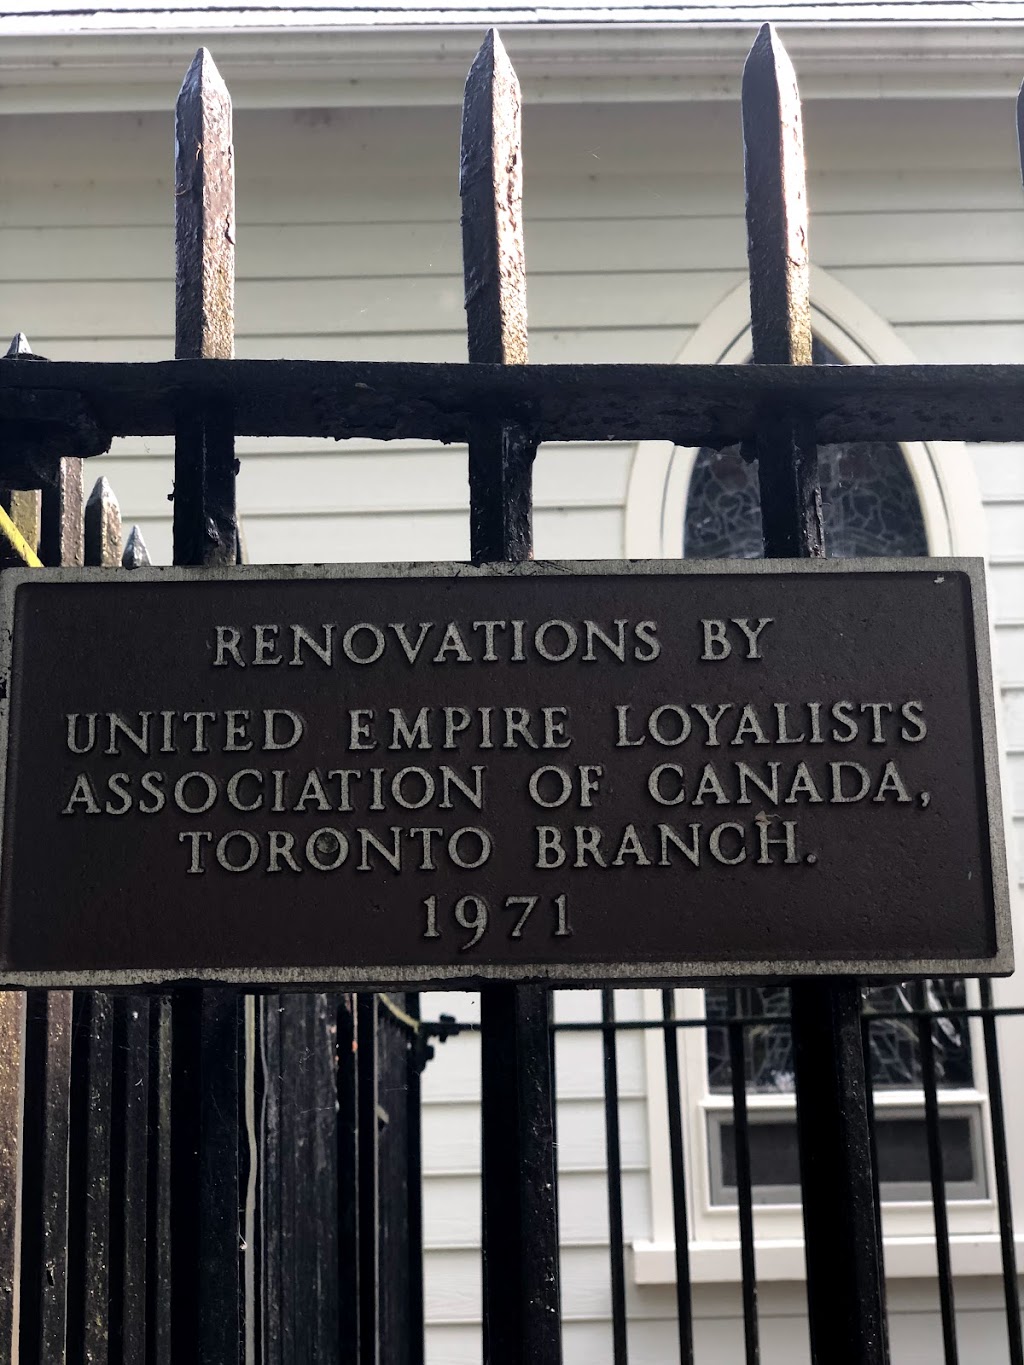 RENOVATIONS BY
UNITED EMPIRE LOYALISTS
ASSOCIATION OF CANADA,
TORONTO BRANCH.
1971